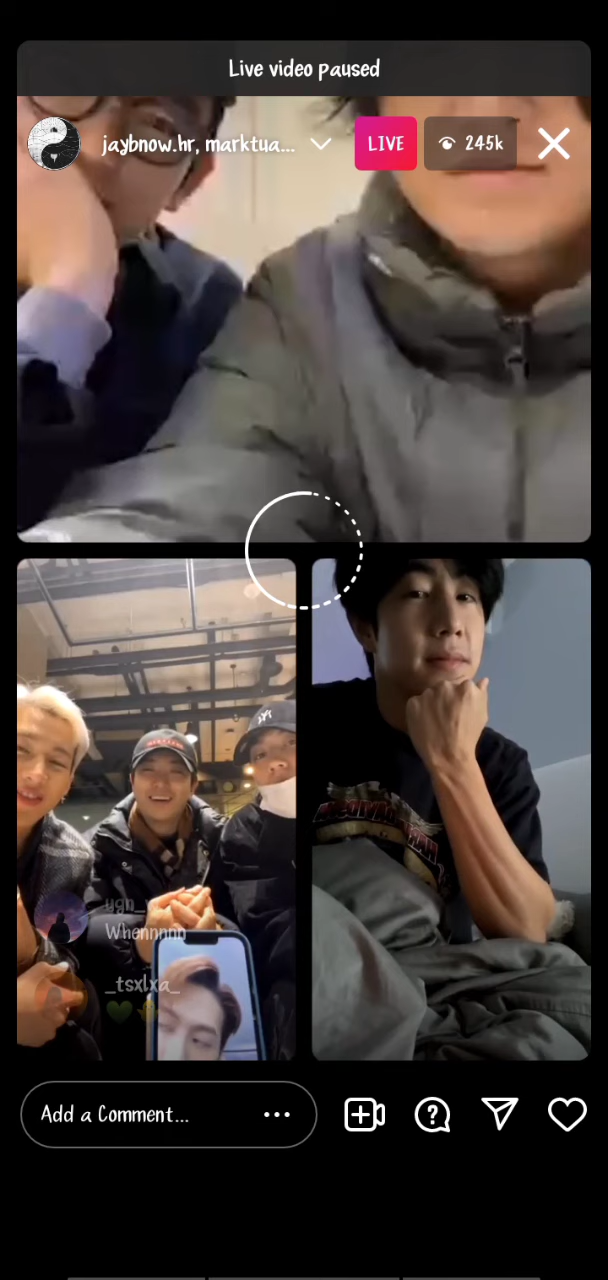 Live video paused
jaybnow.hr, marktua...
LIVE
245k
Whennnnn
_tsxlxa_
Add a Comment...